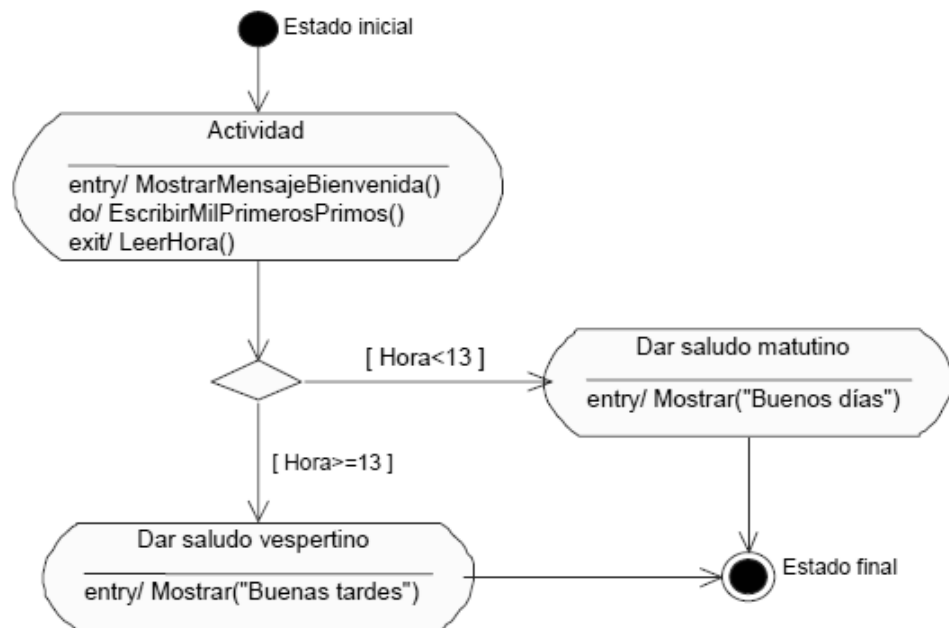 Estado inicial
Actividad
entry/ MostrarMensajeBienvenida()
do/ EscribirMilPrimerosPrimos()
exit/ LeerHora()
[ Hora<13 ]
Dar saludo matutino
entry/ Mostrar("Buenos días")
[ Hora>=13 ]
Dar saludo vespertino
entry/ Mostrar("Buenas tardes")
Estado final